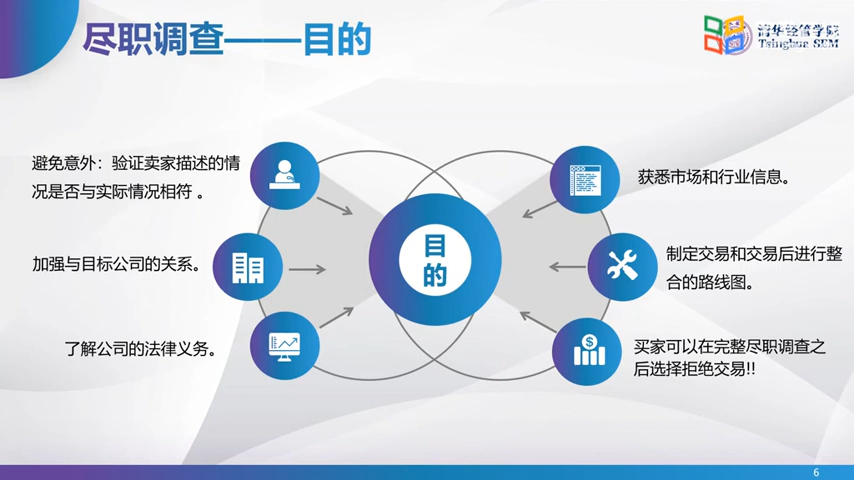 尽职调查——目的
清华经管学院
Tsinghua SEM
避免意外：验证卖家描述的情
况是否与实际情况相符 。
加强与目标公司的关系。
了解公司的法律义务。
目
的
获悉市场和行业信息。
制定交易和交易后进行整
合的路线图。
买家可以在完整尽职调查之
后选择拒绝交易!!
6